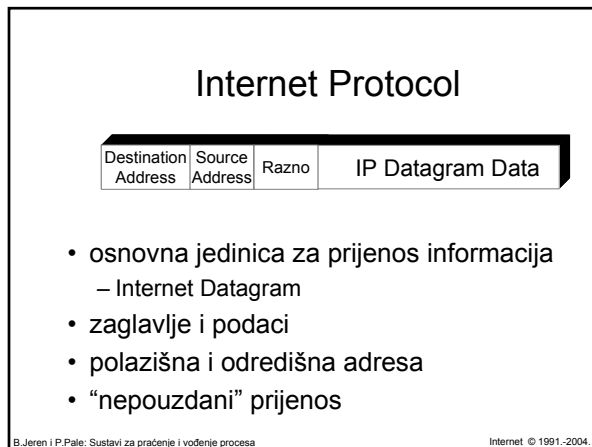 Internet Protocol
Destination Address
Source Address
Razno
IP Datagram Data
• osnovna jedinica za prijenos informacija
– Internet Datagram
• zaglavlje i podaci
• polazišna i odredišna adresa
• “nepouzdani” prijenos
B.Jeren i P.Pale: Sustavi za praćenje i vođenje procesa
Internet © 1991.-2004.